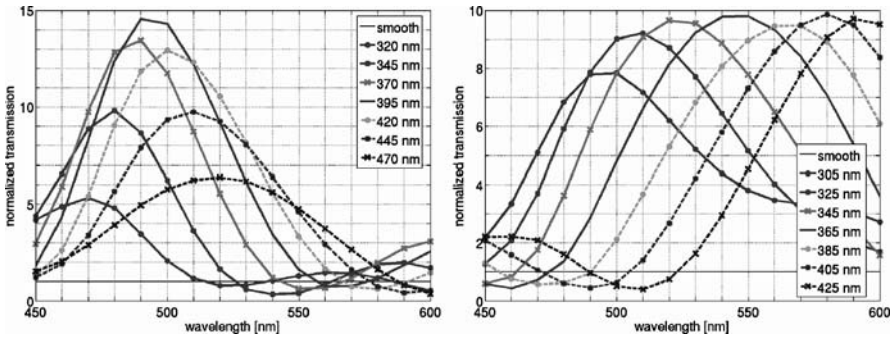 15
10
5
0
450
500
550
600
normalized transmission
wavelength [nm]
smooth
320 nm
345 nm
370 nm
395 nm
420 nm
445 nm
470 nm
10
8
6
4
2
0
450
500
550
600
normalized transmission
wavelength [nm]
smooth
305 nm
325 nm
345 nm
365 nm
385 nm
405 nm
425 nm